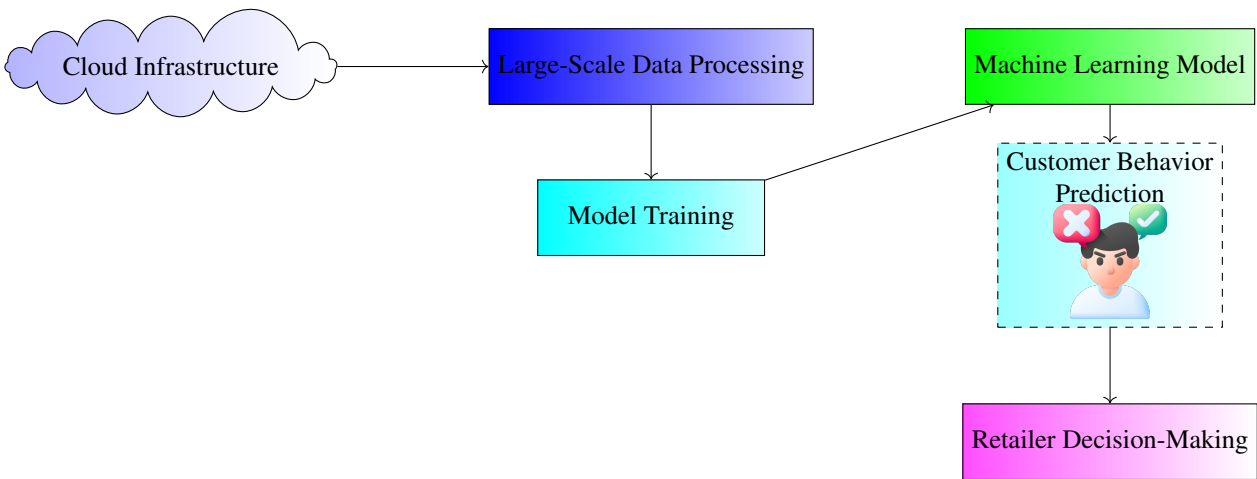 Cloud Infrastructure
Large-Scale Data Processing
Machine Learning Model
Model Training
Customer Behavior
Prediction
Retailer Decision-Making